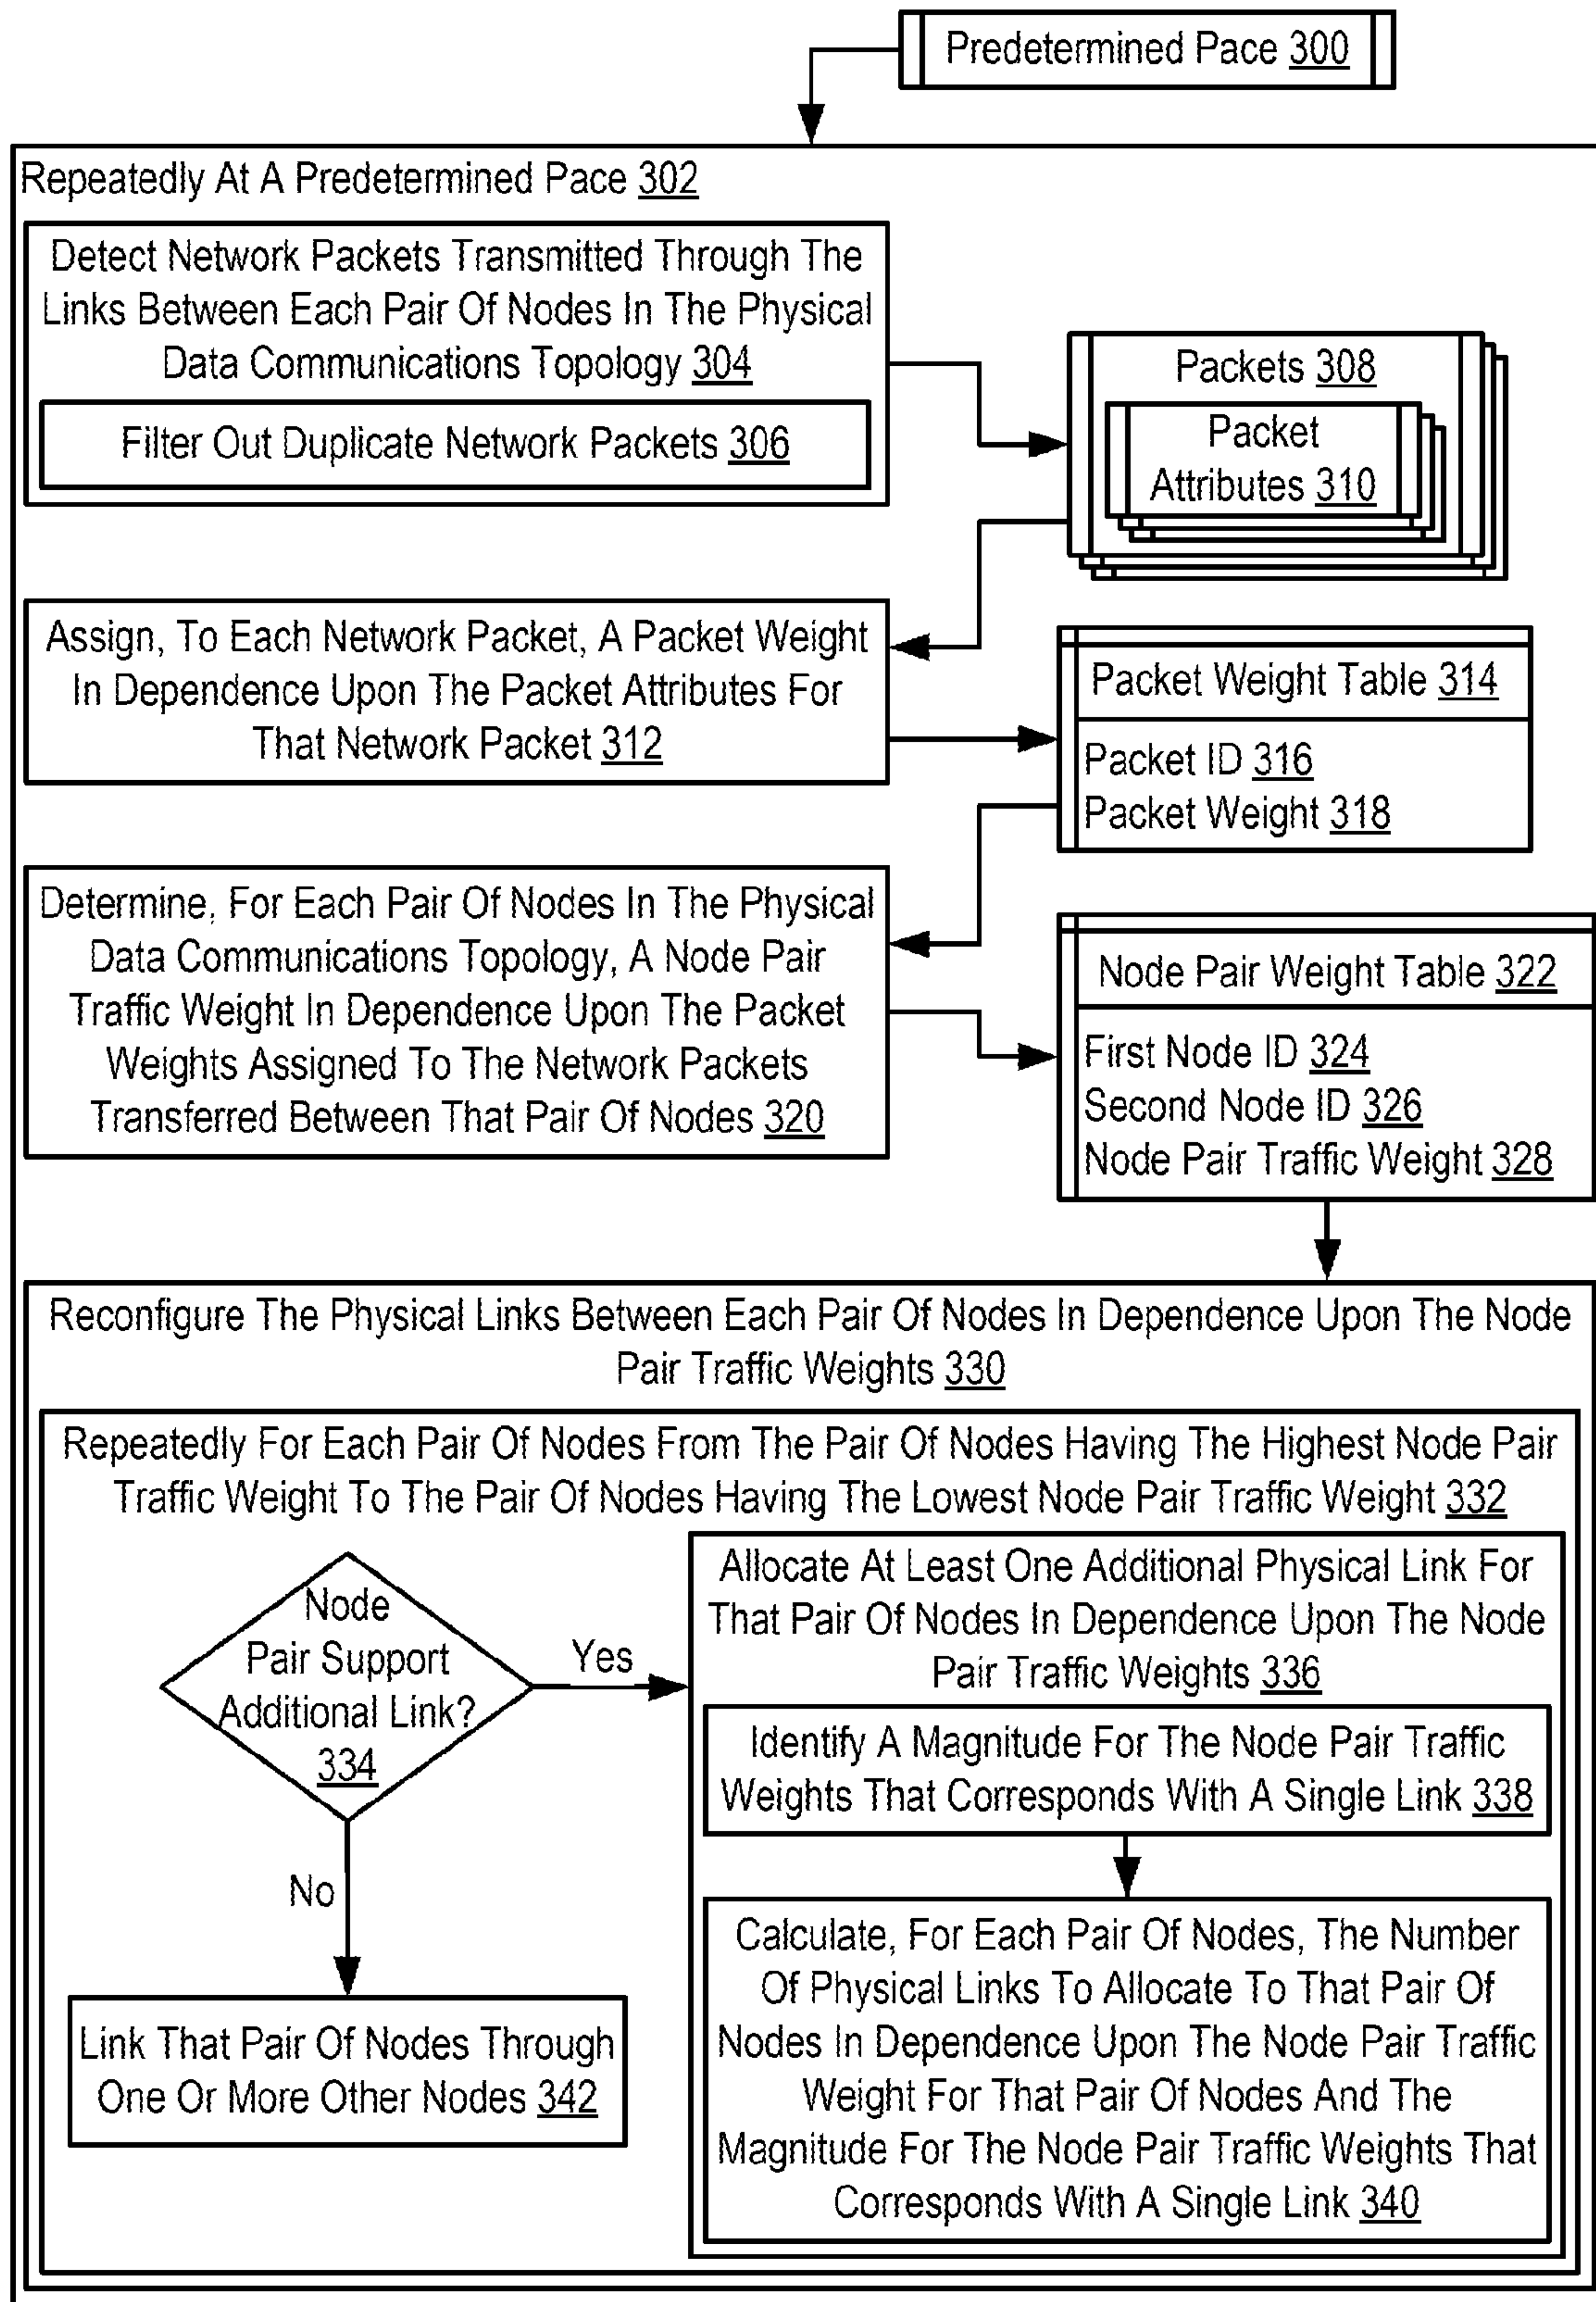 Predetermined Pace 300
Repeatedly At A Predetermined Pace 302
Detect Network Packets Transmitted Through The
Links Between Each Pair Of Nodes In The Physical
Data Communications Topology 304
Filter Out Duplicate Network Packets 306
Packets 308
Packet
Attributes 310
Assign, To Each Network Packet, A Packet Weight
In Dependence Upon The Packet Attributes For
That Network Packet 312
Packet Weight Table 314
Packet ID 316
Packet Weight 318
Determine, For Each Pair Of Nodes In The Physical
Data Communications Topology, A Node Pair
Traffic Weight In Dependence Upon The Packet
Weights Assigned To The Network Packets
Transferred Between That Pair Of Nodes 320
Node Pair Weight Table 322
First Node ID 324
Second Node ID 326
Node Pair Traffic Weight 328
Reconfigure The Physical Links Between Each Pair Of Nodes In Dependence Upon The Node
Pair Traffic Weights 330
Repeatedly For Each Pair Of Nodes From The Pair Of Nodes Having The Highest Node Pair
Traffic Weight To The Pair Of Nodes Having The Lowest Node Pair Traffic Weight 332
Node
Pair Support
Additional Link?
334
Yes
No
Link That Pair Of Nodes Through
One Or More Other Nodes 342
Allocate At Least One Additional Physical Link For
That Pair Of Nodes In Dependence Upon The Node
Pair Traffic Weights 336
Identify A Magnitude For The Node Pair Traffic
Weights That Corresponds With A Single Link 338
Calculate, For Each Pair Of Nodes, The Number
Of Physical Links To Allocate To That Pair Of
Nodes In Dependence Upon The Node Pair Traffic
Weight For That Pair Of Nodes And The
Magnitude For The Node Pair Traffic Weights That
Corresponds With A Single Link 340